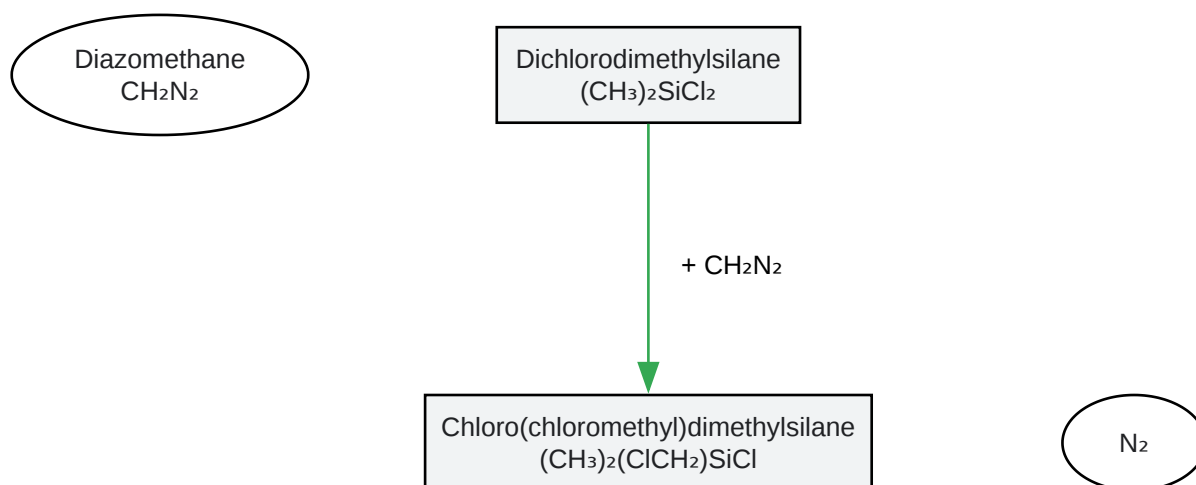 Diazomethane
CH₂N₂
Dichlorodimethylsilane
(CH₃)₂SiCl₂
+ CH₂N₂
Chloro(chloromethyl)dimethylsilane
(CH₃)₂(ClCH₂)SiCl
N₂